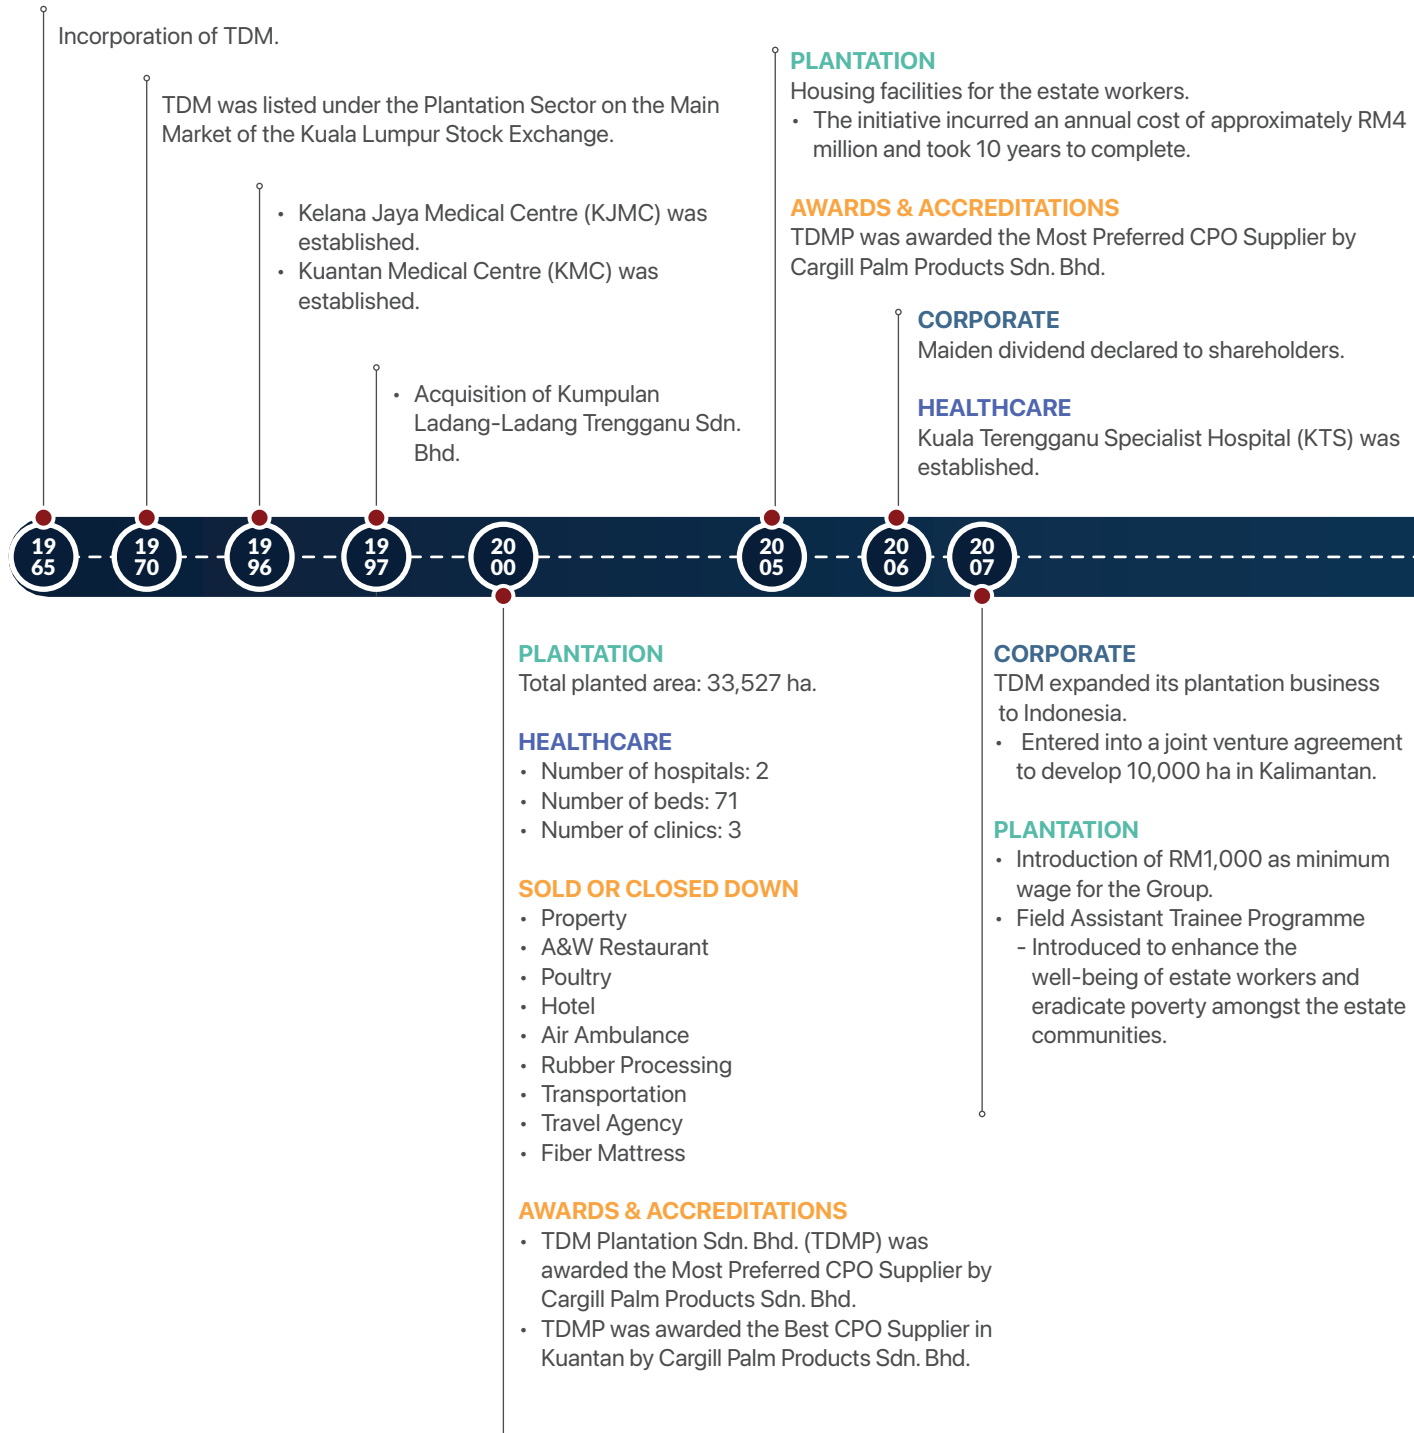 Incorporation of TDM.
TDM was listed under the Plantation Sector on the Main
Market of the Kuala Lumpur Stock Exchange.
• Kelana Jaya Medical Centre (KJMC) was
established.
• Kuantan Medical Centre (KMC) was
established.
• Acquisition of Kumpulan
Ladang-Ladang Trengganu Sdn.
Bhd.
PLANTATION
Housing facilities for the estate workers.
• The initiative incurred an annual cost of approximately RM4
million and took 10 years to complete.
AWARDS & ACCREDITATIONS
TDMP was awarded the Most Preferred CPO Supplier by
Cargill Palm Products Sdn. Bhd.
CORPORATE
Maiden dividend declared to shareholders.
HEALTHCARE
Kuala Terengganu Specialist Hospital (KTS) was
established.
19
65
19
70
19
96
19
97
20
00
20
05
20
06
20
07
PLANTATION
Total planted area: 33,527 ha.
HEALTHCARE
• Number of hospitals: 2
• Number of beds: 71
• Number of clinics: 3
SOLD OR CLOSED DOWN
• Property
• A&W Restaurant
• Poultry
• Hotel
• Air Ambulance
• Rubber Processing
• Transportation
• Travel Agency
• Fiber Mattress
AWARDS & ACCREDITATIONS
• TDM Plantation Sdn. Bhd. (TDMP) was
awarded the Most Preferred CPO Supplier by
Cargill Palm Products Sdn. Bhd.
• TDMP was awarded the Best CPO Supplier in
Kuantan by Cargill Palm Products Sdn. Bhd.
CORPORATE
TDM expanded its plantation business
to Indonesia.
• Entered into a joint venture agreement
to develop 10,000 ha in Kalimantan.
PLANTATION
• Introduction of RM1,000 as minimum
wage for the Group.
• Field Assistant Trainee Programme
- Introduced to enhance the
well-being of estate workers and
eradicate poverty amongst the estate
communities.